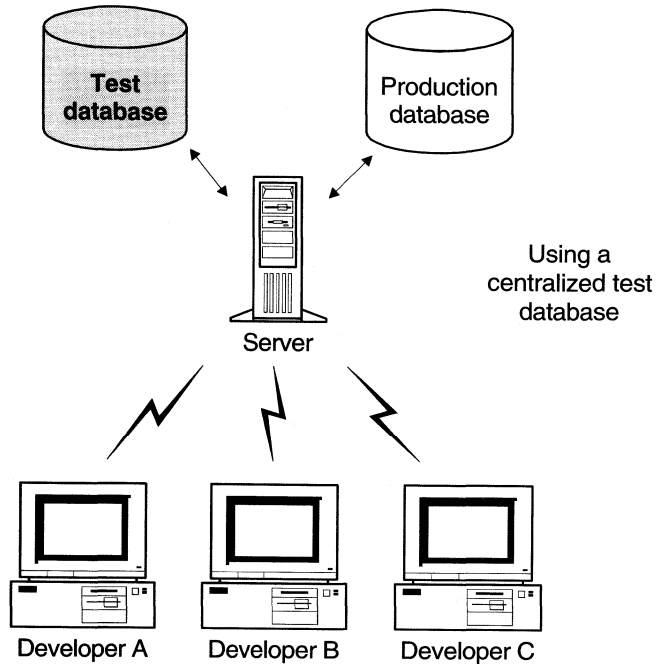 Test
database
Production
database
Using a
centralized test
database
Server
Developer A
Developer B
Developer C